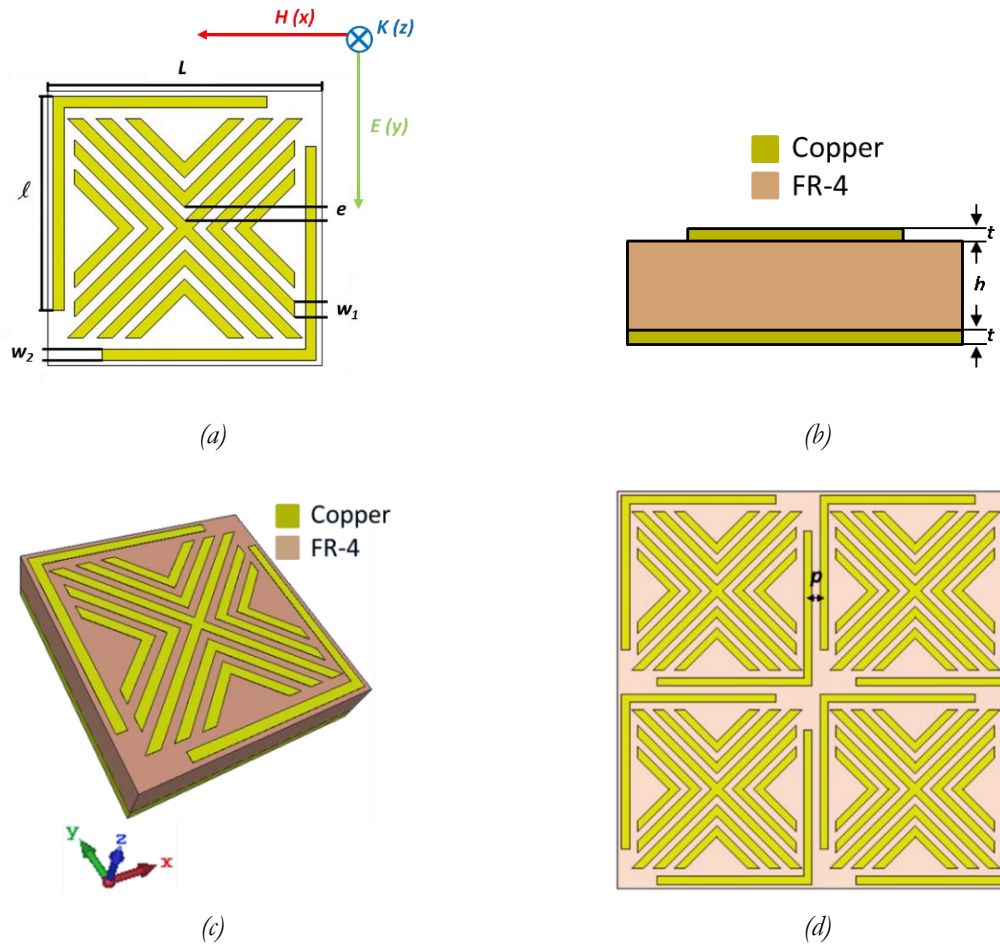 H (x)
K (z)
L
E (y)
ℓ
e
w1
w2
(a)
Copper
FR-4
t
h
t
(b)
Copper
FR-4
y
z
x
(c)
p
(d)